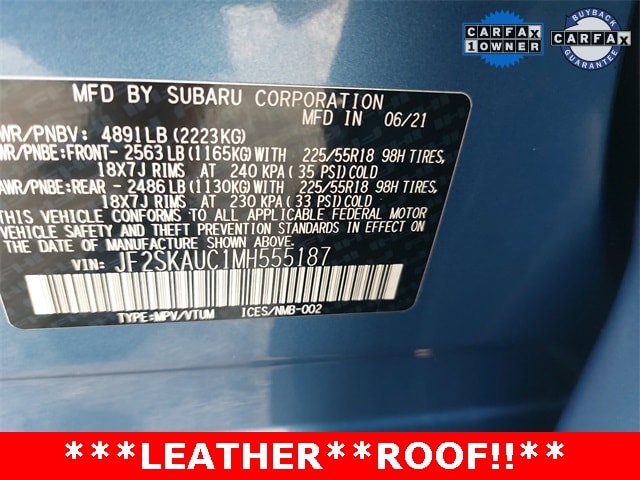 CARFAX
1 OWNER
BUYBACK
CARFAX
GUARANTEE
MFD BY SUBARU CORPORATION
MFD IN 06/21
WR/PNBV: 4891LB (2223KG)
WR/PNBE:FRONT- 2563LB (1165KG)WITH 225/55R18 98H TIRES,
18X7J RIMS AT 240 KPA (35 PSI)COLD
AWR/PNBE:REAR - 2486LB (1130KG)WITH 225/55R18 98H TIRES,
18X7J RIMS AT 230 KPA (33 PSI)COLD
THIS VEHICLE CONFORMS TO ALL APPLICABLE FEDERAL MOTOR
VEHICLE SAFETY AND THEFT PREVENTION STANDARDS IN EFFECT ON
THE DATE OF MANUFACTURE SHOWN ABOVE.
VIN: JF2SKAUC1MH555187
TYPE:MPV/VTUM ICES/NMB-002
***LEATHER**ROOF!!**